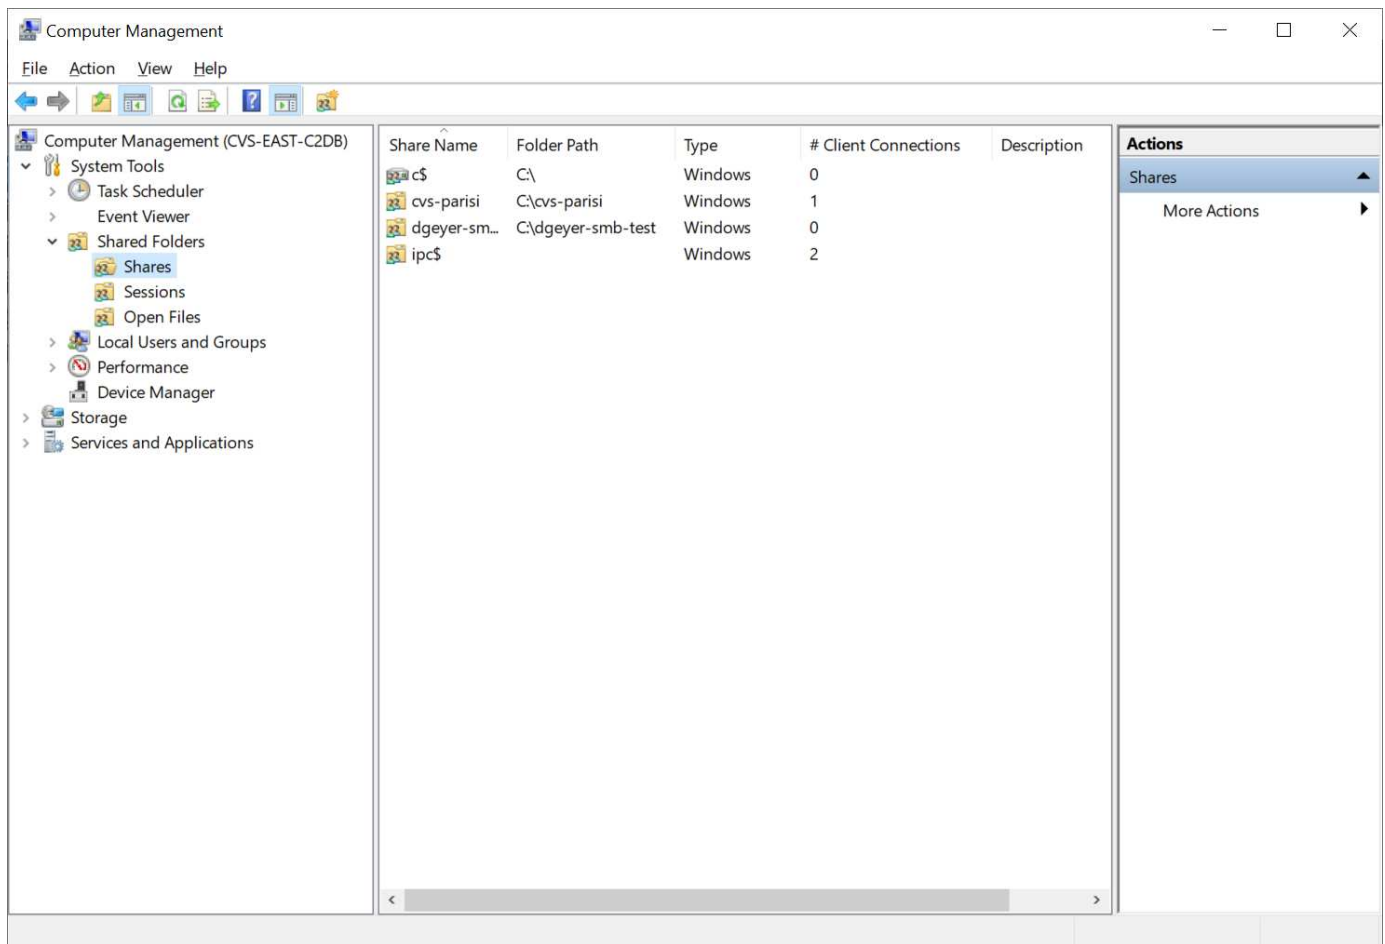 Computer Management
File Action View Help
Computer Management (CVS-EAST-C2DB)
System Tools
Task Scheduler
Event Viewer
Shared Folders
Shares
Sessions
Open Files
Local Users and Groups
Performance
Device Manager
Storage
Services and Applications
Share Name Folder Path Type # Client Connections Description
c$ C:\ Windows 0
cvs-parisi C:\cvs-parisi Windows 1
dgeyer-sm... C:\dgeyer-smb-test Windows 0
ipc$ Windows 2
Actions
Shares
More Actions